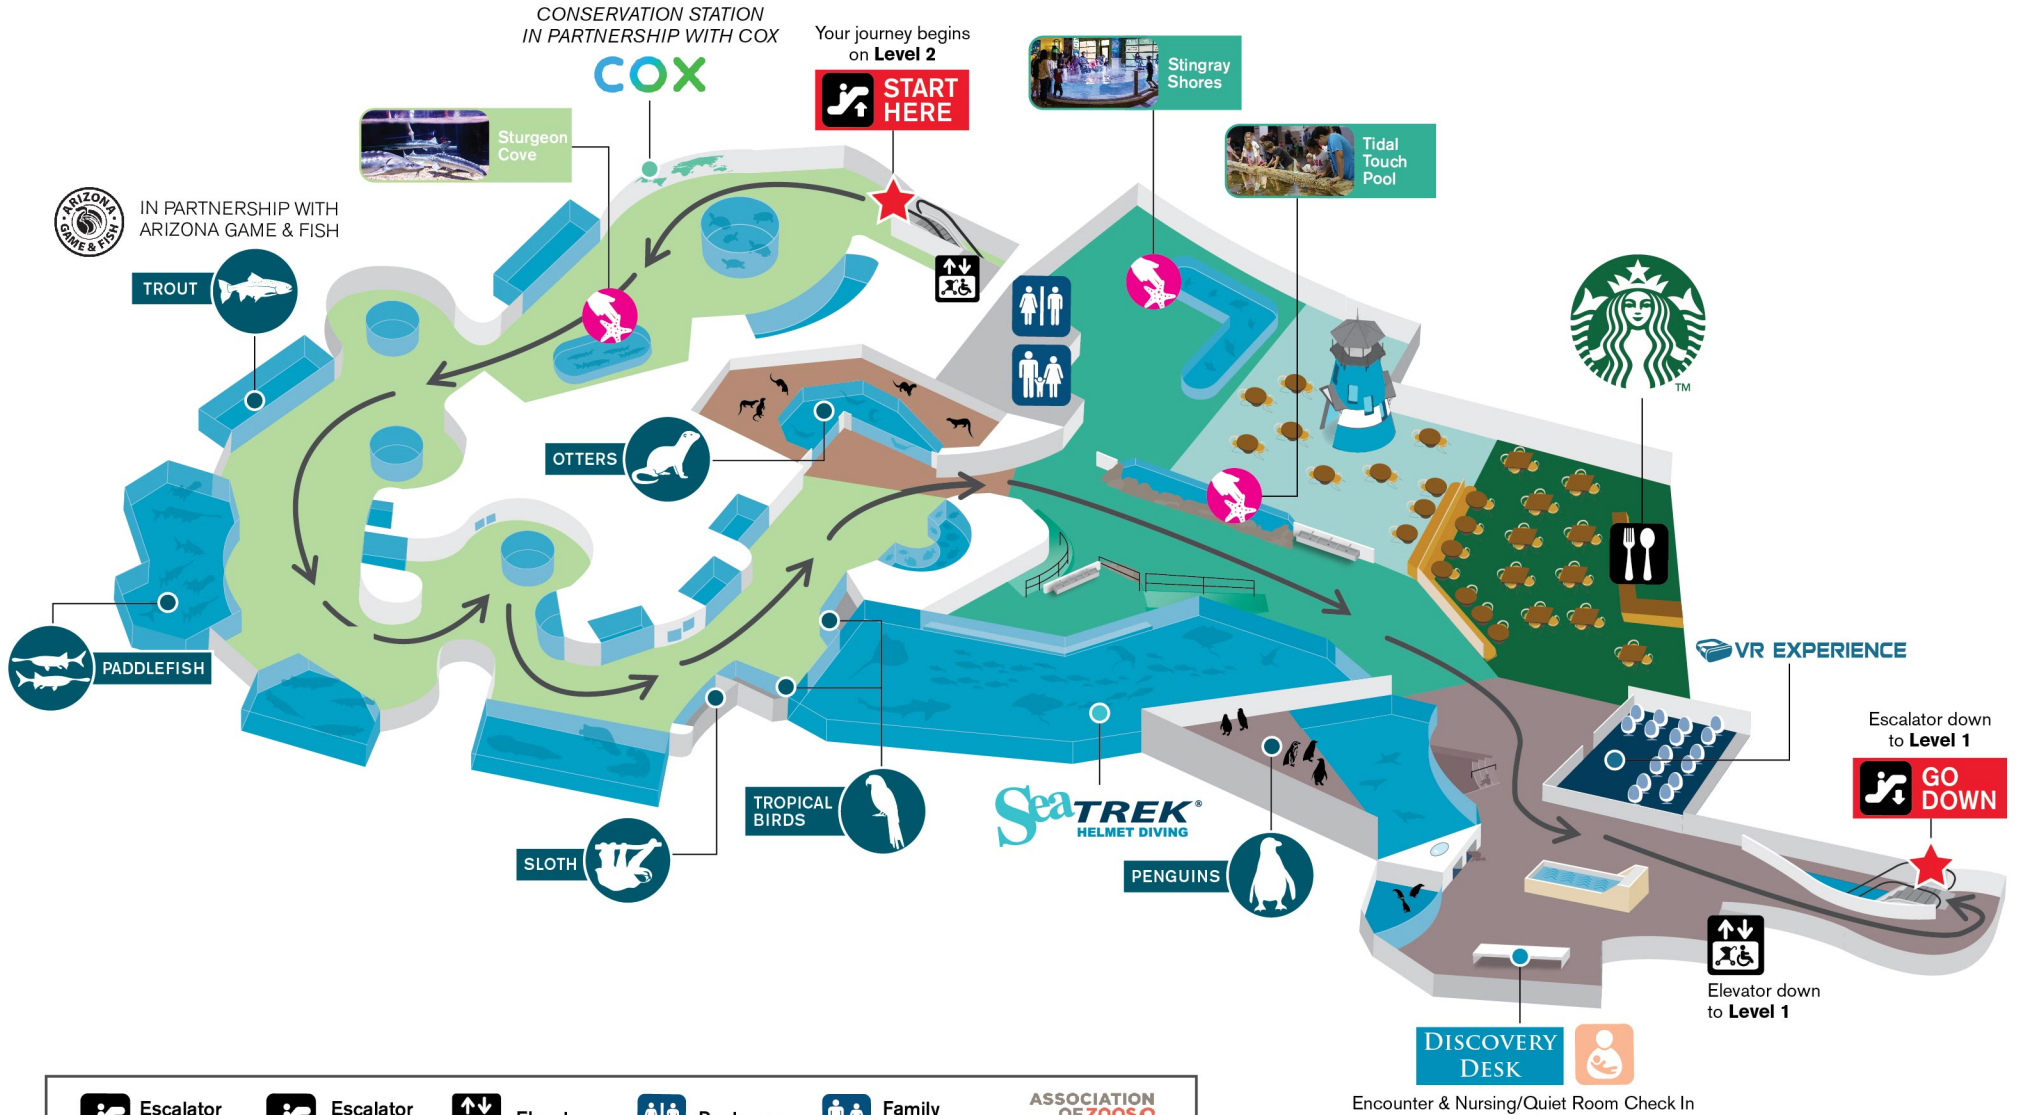 CONSERVATION STATION
IN PARTNERSHIP WITH COX
COX
Your journey begins
on Level 2
START
HERE
Stingray
Shores
Tidal
Touch
Pool
Sturgeon
Cove
ARIZONA
GAME & FISH
IN PARTNERSHIP WITH
ARIZONA GAME & FISH
TROUT
OTTERS
PADDLEFISH
TM
VR EXPERIENCE
Escalator down
to Level 1
GO
DOWN
TROPICAL
BIRDS
SeaTREK®
HELMET DIVING
SLOTH
PENGUINS
Elevator down
to Level 1
DISCOVERY
DESK
Encounter & Nursing/Quiet Room Check In
Escalator
Escalator
Family
ASSOCIATION
OF ZOOS